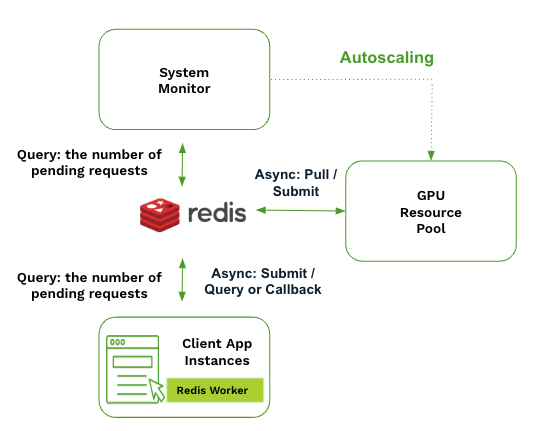 System
Monitor
Autoscaling
Query: the number of
pending requests
Async: Pull /
Submit
GPU
Resource
Pool
redis
Query: the number of
pending requests
Async: Submit /
Query or Callback
Client App
Instances
Redis Worker